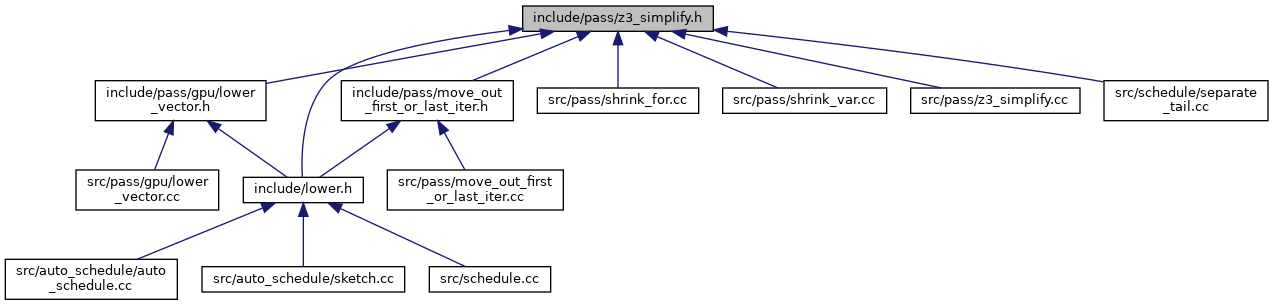 include/pass/z3_simplify.h
include/pass/gpu/lower
_vector.h
include/pass/move_out
_first_or_last_iter.h
src/pass/shrink_for.cc
src/pass/shrink_var.cc
src/pass/z3_simplify.cc
src/schedule/separate
_tail.cc
src/pass/gpu/lower
_vector.cc
include/lower.h
src/pass/move_out_first
_or_last_iter.cc
src/auto_schedule/auto
_schedule.cc
src/auto_schedule/sketch.cc
src/schedule.cc